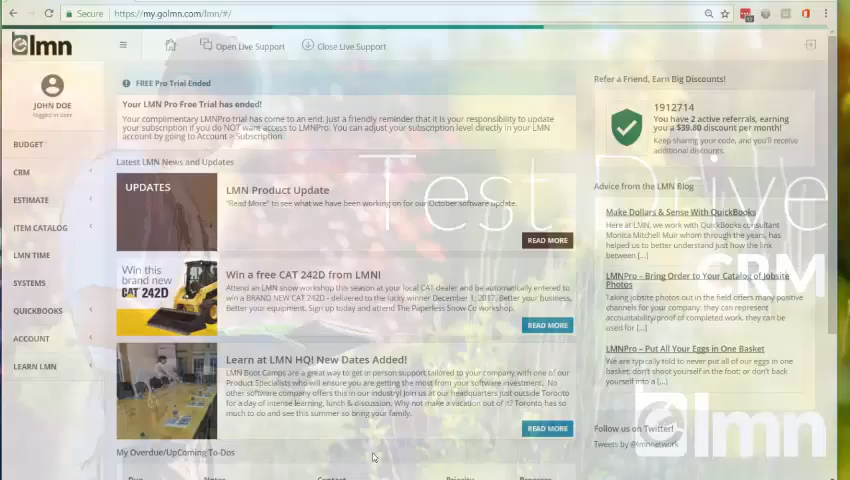 Secure
https://my.golmn.com/lmn/#/
lmn
Open Live Support
Close Live Support
JOHN DOE
logged in user
BUDGET
CRM
ESTIMATE
ITEM CATALOG
LMN TIME
SYSTEMS
QUICKBOOKS
ACCOUNT
LEARN LMN
FREE Pro Trial Ended
Your LMN Pro Free Trial has ended!
Your complimentary LMNPro trial has come to an end. Just a friendly reminder that it is your responsibility to update
your subscription if you do NOT want access to LMNPro. You can adjust your subscription level directly in your LMN
account by going to Account > Subscription.
Latest LMN News and Updates
UPDATES
LMN Product Update
"Read More" to see what we have been working on for our October software update.
READ MORE
Win this
brand new
CAT 242D
Win a free CAT 242D from LMN!
Attend an LMN snow workshop this season at your local CAT dealer and be automatically entered to
win a BRAND NEW CAT 242D - delivered to the lucky winner December 1, 2017. Better your business,
Better your equipment. Sign up today and attend The Paperless Snow Co workshop.
READ MORE
Learn at LMN HQ! New Dates Added!
LMN Boot Camps are a great way to get in person support tailored to your company with one of our
Product Specialists who will ensure you are getting the most from your software investment. No
other software company offers this in our industry! Join us at our headquarters just outside Toronto
for a day of intense learning, lunch & discussion. Why not make a vacation out of it? Toronto has so
much to do and see this summer so bring your family.
READ MORE
My Overdue/UpComing To-Dos
Due
Notes
Contact
Priority
Refer a Friend, Earn Big Discounts!
1912714
You have 2 active referrals, earning
you a $39.80 discount per month!
Keep sharing your code, and you'll receive
additional discounts.
Advice from the LMN Blog
Make Dollars & Sense With QuickBooks
Here at LMN, we work with QuickBooks consultant
Monica Mitchell Muir whom through the years, has
helped us to better understand just how the link
between [...]
LMNPro – Bring Order to Your Catalog of Jobsite
Photos
Taking jobsite photos out in the field offers many positive
channels for your company: they can represent
accountability/proof of completed work, they can be
used for [...]
LMNPro – Put All Your Eggs in One Basket
We are typically told to never put all of our eggs in one
basket; don't shoot yourself in the foot; or don't back
yourself into a [...]
Follow us on Twitter!
Tweets by @lmnnetwork
Test Drive
CRM
lmn